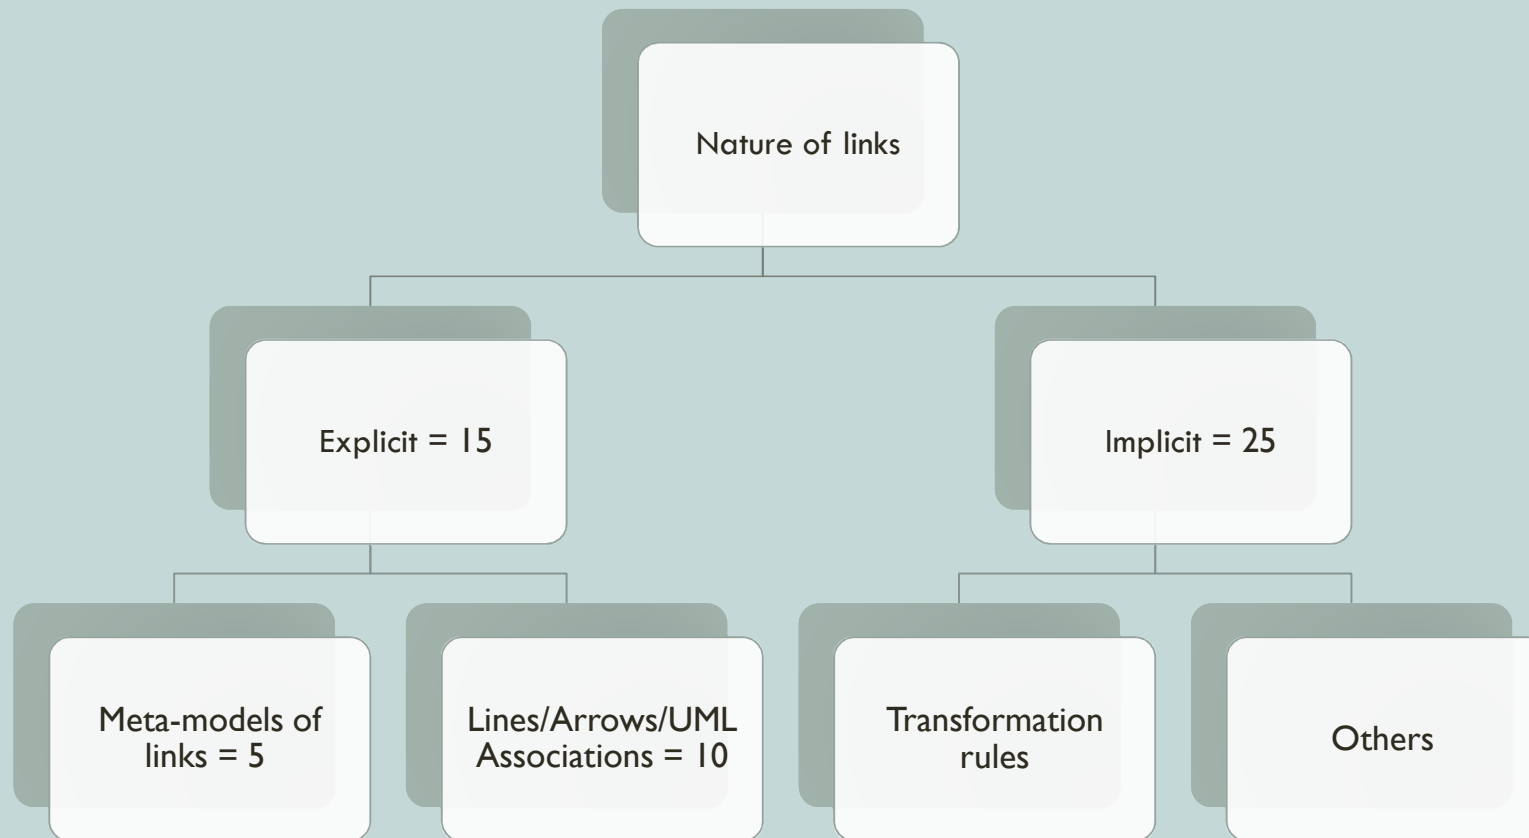 Nature of links
Explicit = 15
Implicit = 25
Meta-models of
links = 5
Lines/Arrows/UML
Associations = 10
Transformation
rules
Others